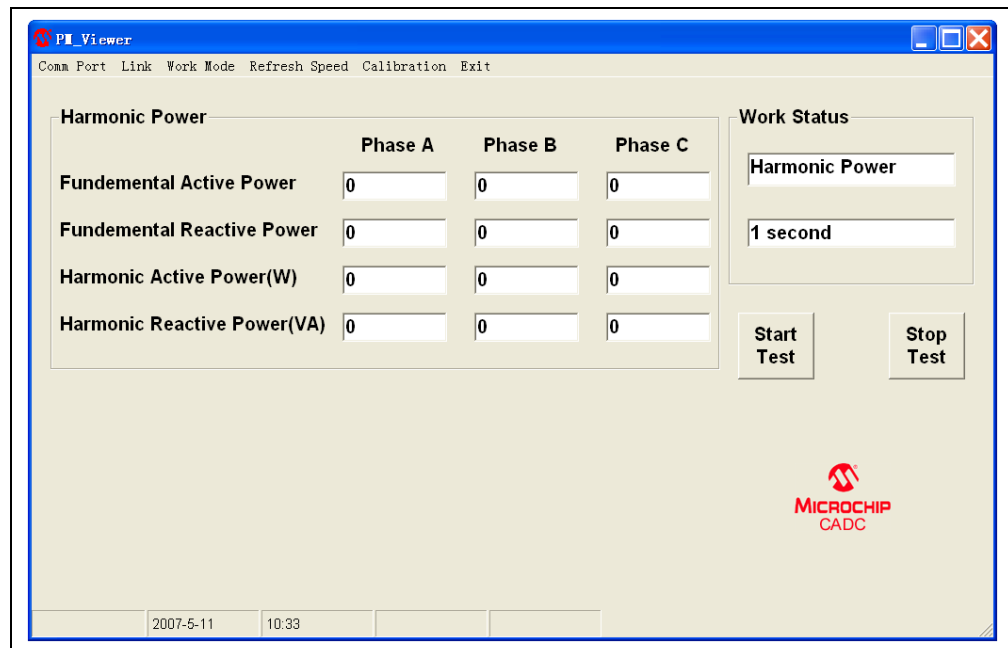 PM_Viewer
Comm Port Link Work Mode Refresh Speed Calibration Exit
Harmonic Power
Phase A Phase B Phase C
Fundemental Active Power 0 0 0
Fundemental Reactive Power 0 0 0
Harmonic Active Power(W) 0 0 0
Harmonic Reactive Power(VA) 0 0 0
Work Status
Harmonic Power
1 second
Start Test
Stop Test
MICROCHIP
CADC
2007-5-11 10:33